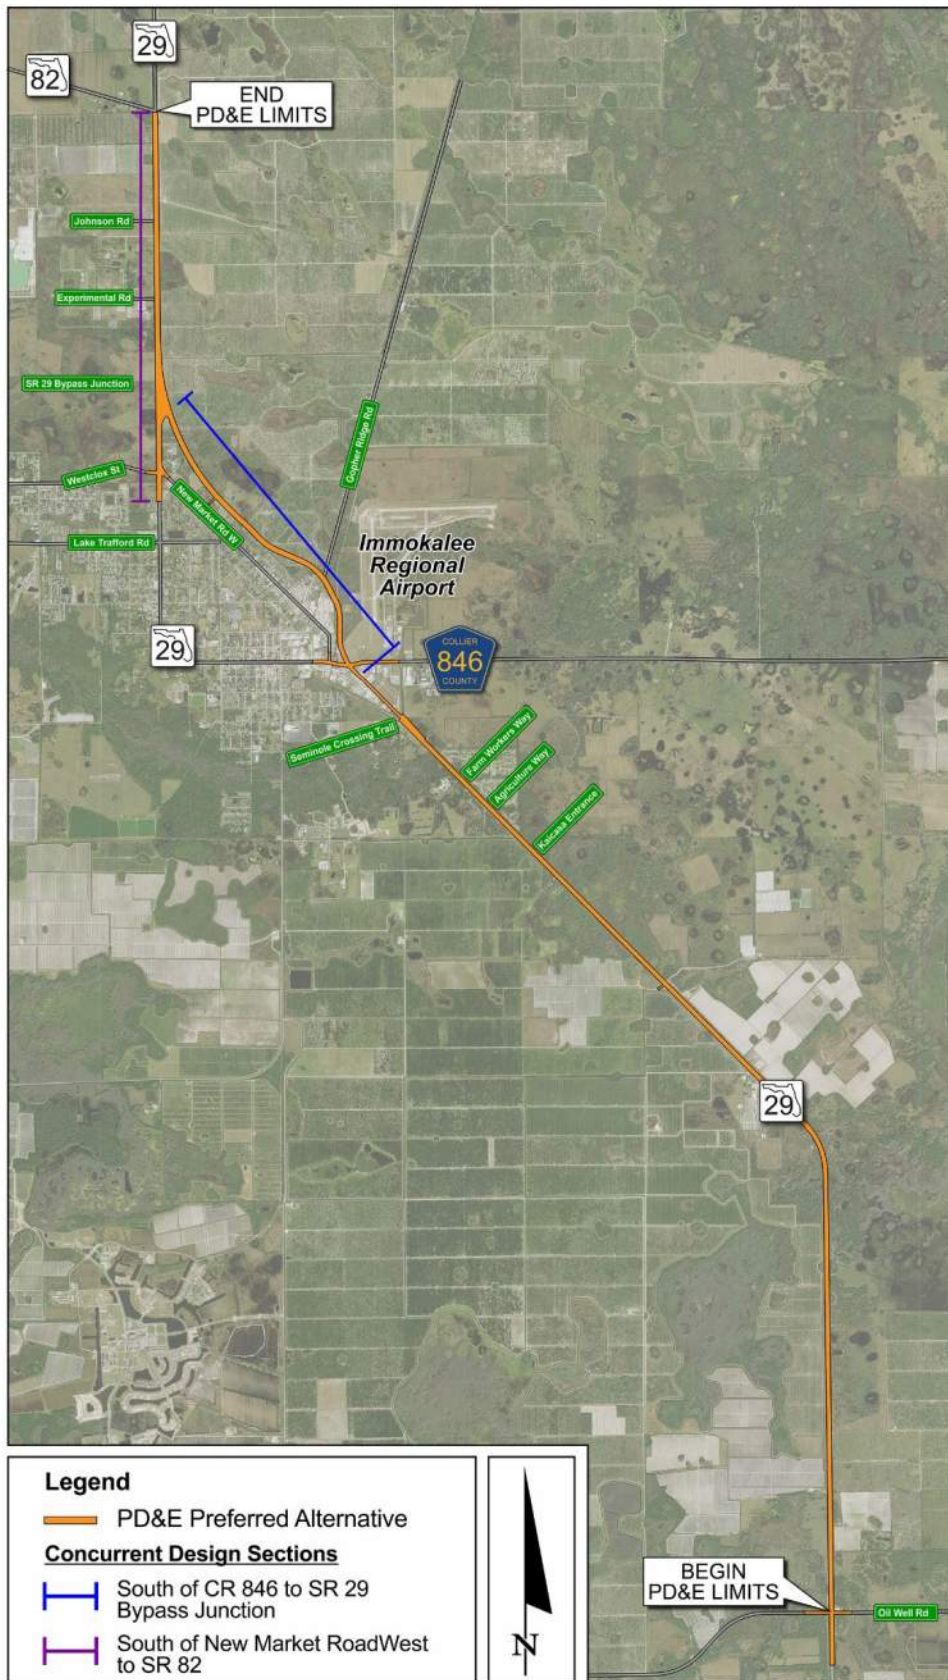 29
82
END
PD&E LIMITS
Johnson Rd
Experimental Rd
SR 29 Bypass Junction
Gopher Ridge Rd
Westclox St
New Market Rd W
Lake Trafford Rd
Immokalee
Regional
Airport
29
COLLIER
846
COUNTY
Seminole Crossing Trail
Farm Workers Way
Agriculture Way
Kaicasa Entrance
29
BEGIN
PD&E LIMITS
Oil Well Rd
Legend
PD&E Preferred Alternative
Concurrent Design Sections
South of CR 846 to SR 29
Bypass Junction
South of New Market RoadWest
to SR 82
N